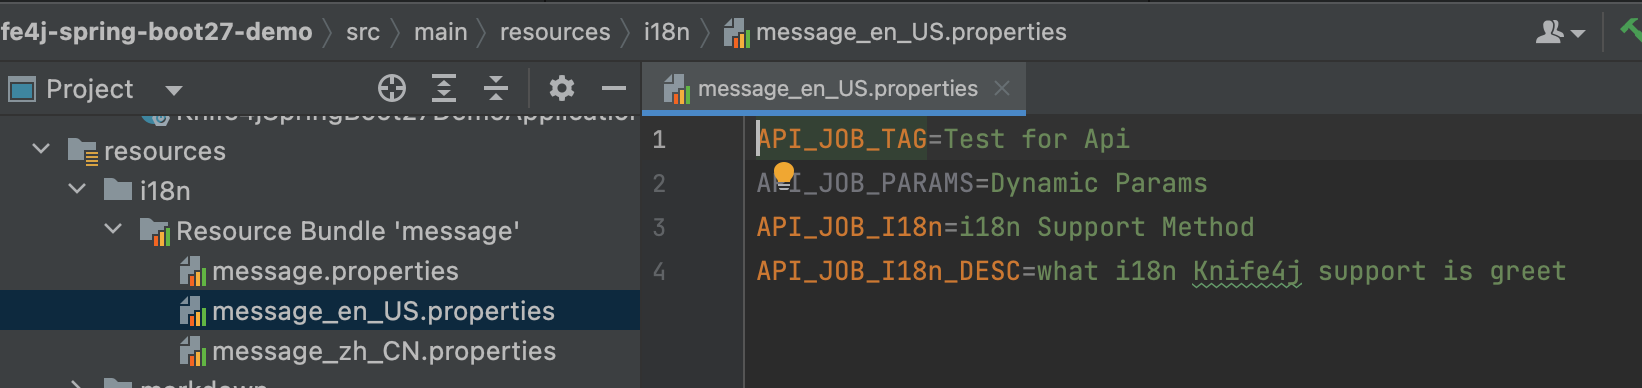 fe4j-spring-boot27-demo src main resources i18n message_en_US.properties
Project
message_en_US.properties
Knife4jSpringBoot27DemoApplication
resources
i18n
Resource Bundle 'message'
message.properties
message_en_US.properties
message_zh_CN.properties
markdown
1 API_JOB_TAG=Test for Api
2 API_JOB_PARAMS=Dynamic Params
3 API_JOB_I18n=i18n Support Method
4 API_JOB_I18n_DESC=what i18n Knife4j support is greet